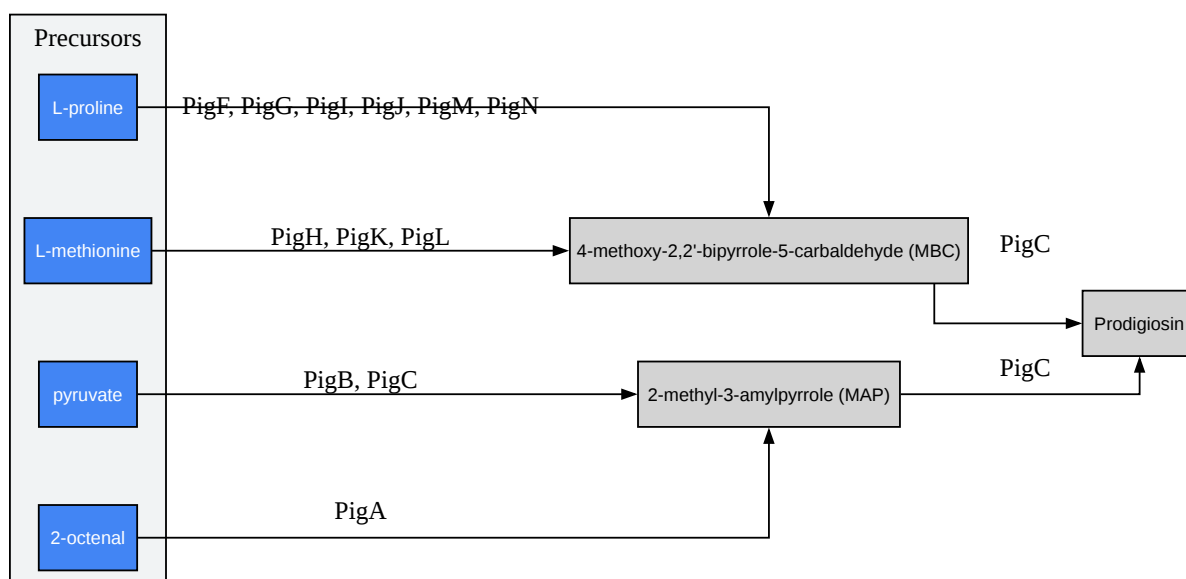 Precursors
L-proline
PigF, PigG, PigI, PigJ, PigM, PigN
L-methionine
PigH, PigK, PigL
4-methoxy-2,2'-bipyrrole-5-carbaldehyde (MBC)
PigC
Prodigiosin
pyruvate
PigB, PigC
2-methyl-3-amylpyrrole (MAP)
PigC
2-octenal
PigA